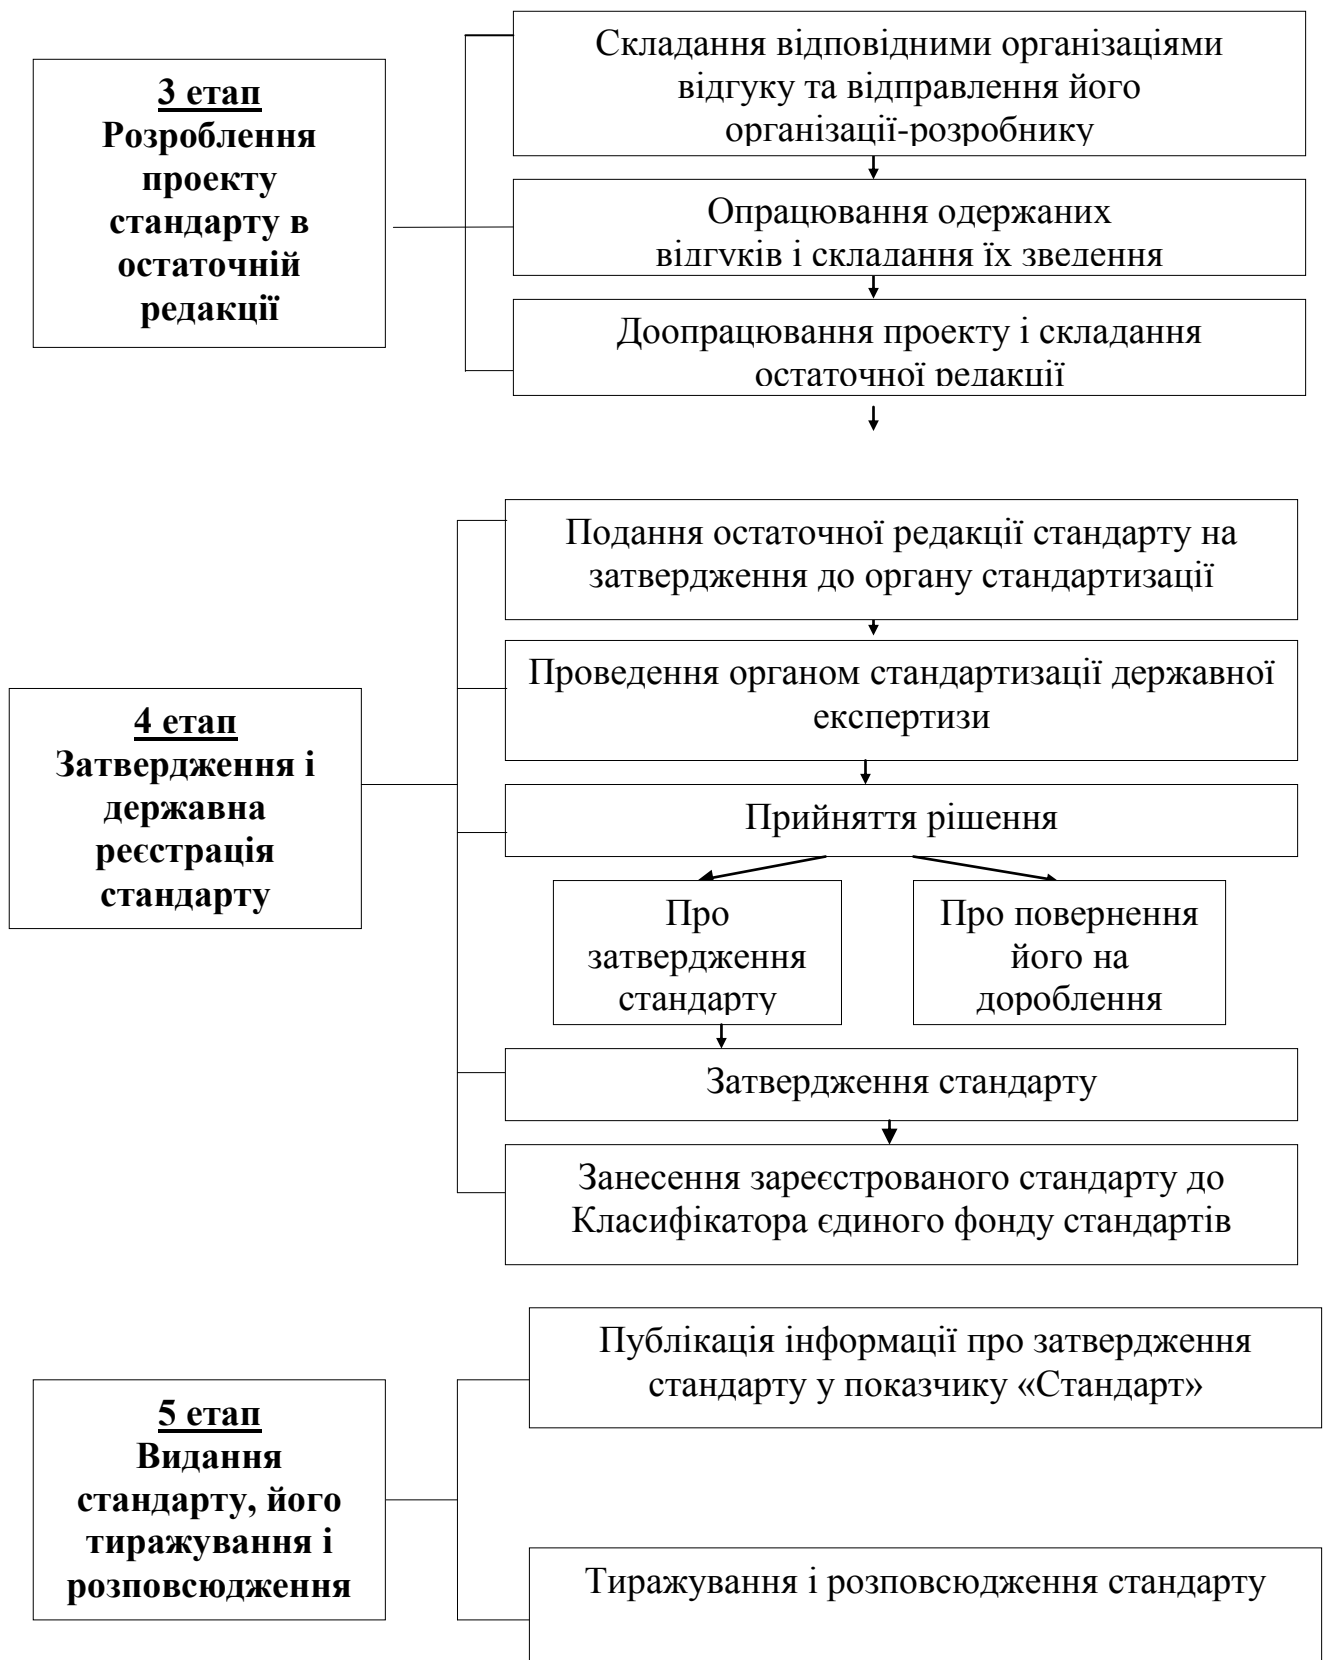 3 етап
Розроблення
проекту
стандарту в
остаточній
редакції
Складання відповідними організаціями
відгуку та відправлення його
організації-розробнику
Опрацювання одержаних
відгуків і складання їх зведення
Доопрацювання проекту і складання
остаточної редакції
4 етап
Затвердження і
державна
реєстрація
стандарту
Подання остаточної редакції стандарту на
затвердження до органу стандартизації
Проведення органом стандартизації державної
експертизи
Прийняття рішення
Про
затвердження
стандарту
Про повернення
його на
дороблення
Затвердження стандарту
Занесення зареєстрованого стандарту до
Класифікатора єдиного фонду стандартів
5 етап
Видання
стандарту, його
тиражування і
розповсюдження
Публікація інформації про затвердження
стандарту у показчику «Стандарт»
Тиражування і розповсюдження стандарту